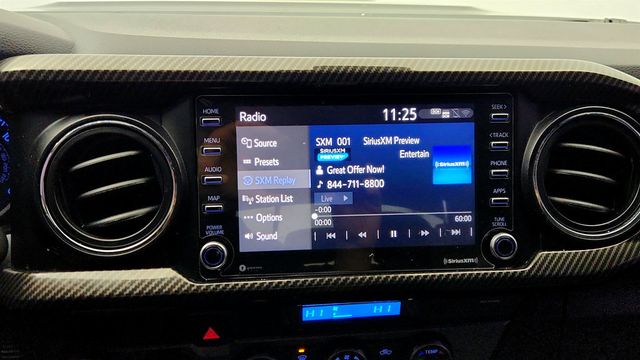 HOME
MENU
AUDIO
MAP
POWER
VOLUME
Radio
11:25
Source
Presets
SXM Replay
Station List
Options
Sound
SXM 001 SiriusXM Preview
SiriusXM
PREVIEW
Entertain
Great Offer Now!
844-711-8800
SiriusXM
Live
-0:00
00:00
60:00
SEEK >
< TRACK
PHONE
APPS
TUNE
SCROLL
SiriusXM
HI
HI
TEMP